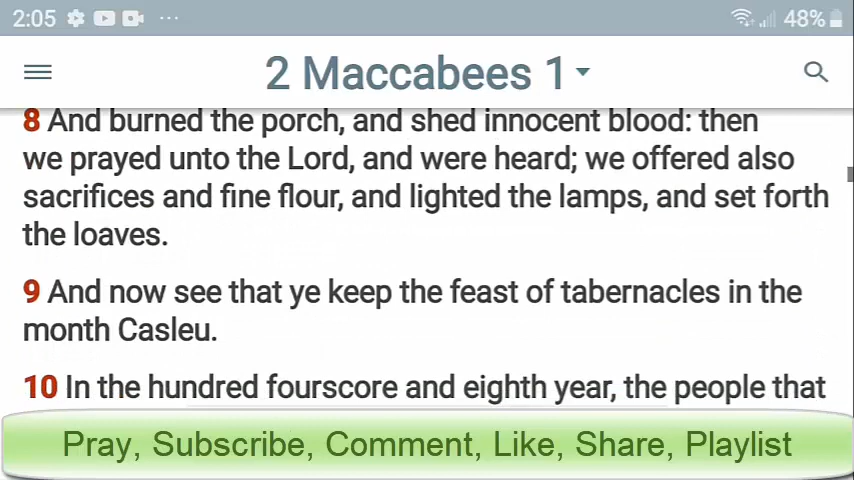 2:05 ... 48%
2 Maccabees 1
8 And burned the porch, and shed innocent blood: then
we prayed unto the Lord, and were heard; we offered also
sacrifices and fine flour, and lighted the lamps, and set forth
the loaves.
9 And now see that ye keep the feast of tabernacles in the
month Casleu.
10 In the hundred fourscore and eighth year, the people that
Pray, Subscribe, Comment, Like, Share, Playlist